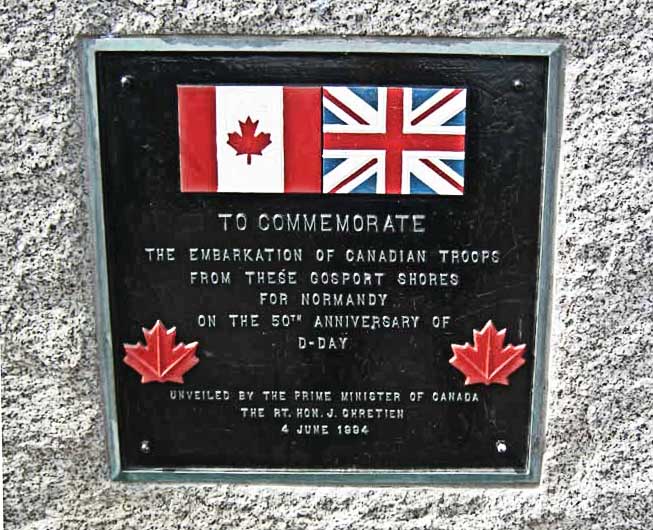 TO COMMEMORATE
THE EMBARKATION OF CANADIAN TROOPS
FROM THESE GOSPORT SHORES
FOR NORMANDY
ON THE 50TH ANNIVERSARY OF
D-DAY
UNVEILED BY THE PRIME MINISTER OF CANADA
THE RT. HON. J. CHRETIEN
4 JUNE 1994